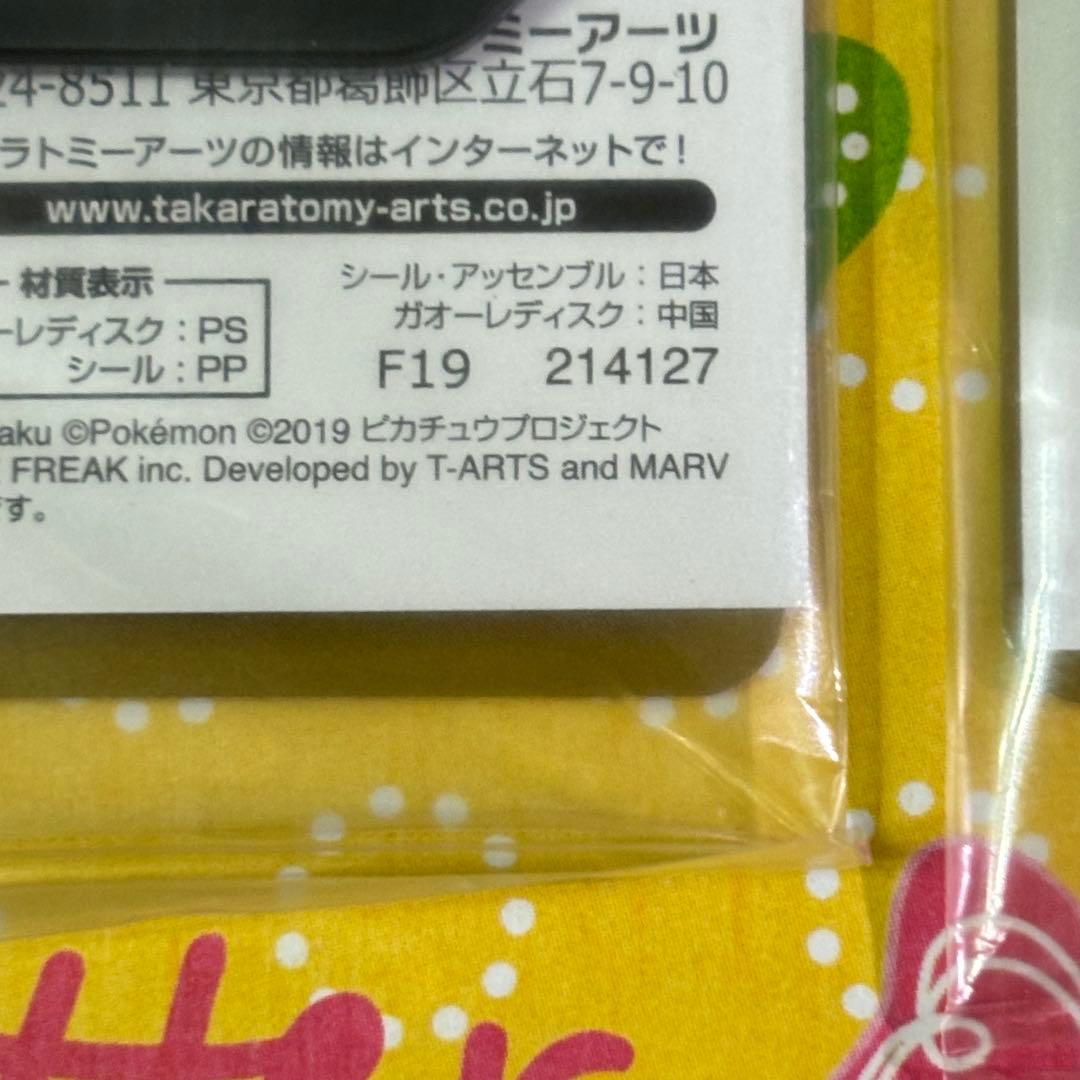 ミーアーツ
24-8511 東京都葛飾区立石7-9-10
ラトミーアーツの情報はインターネットで！
www.takaratomy-arts.co.jp
材質表示
ーレディスク：PS
シール：PP
シール・アッセンブル：日本
ガオーレディスク：中国
F19 214127
aku ©Pokémon ©2019 ピカチュウプロジェクト
FREAK inc. Developed by T-ARTS and MARV
です。